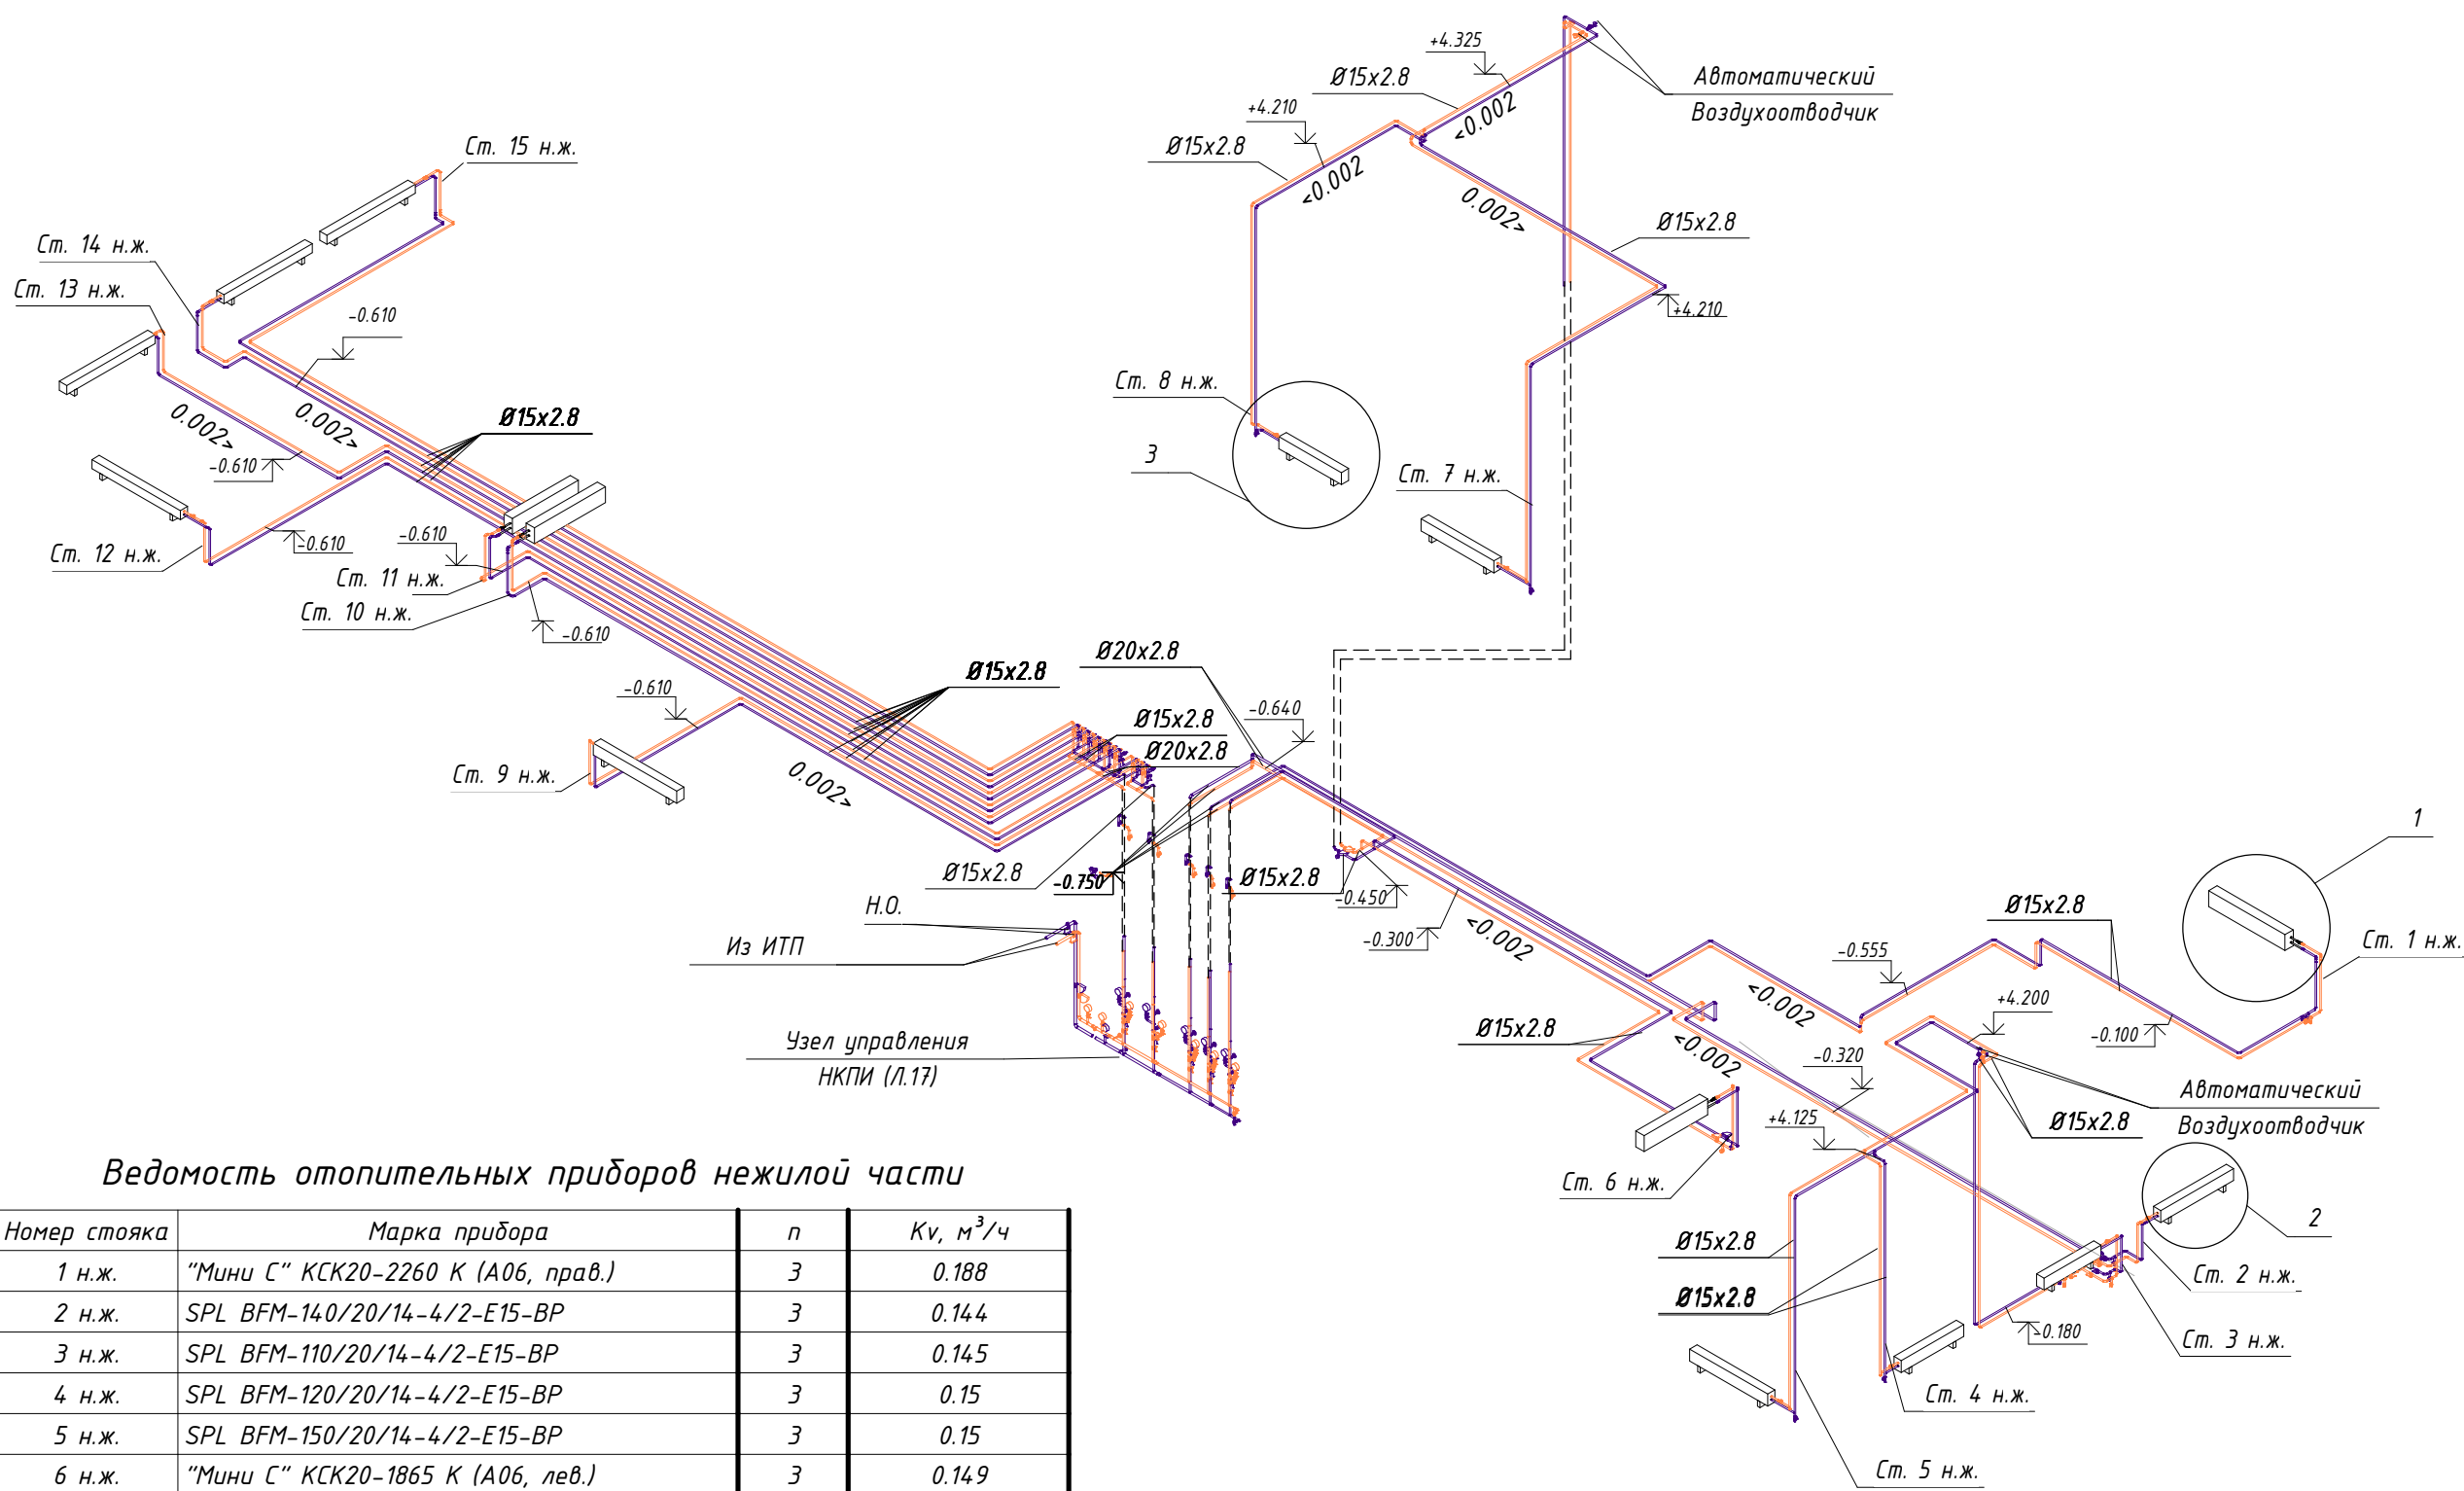 +4.325
Автоматический
Воздухоотводчик
Ø15x2.8
<0.002
+4.210
Ø15x2.8
<0.002
0.002>
Ø15x2.8
+4.210
Ст. 15 н.ж.
Ст. 14 н.ж.
Ст. 13 н.ж.
-0.610
0.002>
0.002>
Ø15x2.8
-0.610
Ст. 12 н.ж.
-0.610
-0.610
Ст. 11 н.ж.
Ст. 10 н.ж.
-0.610
Ст. 8 н.ж.
3
Ст. 7 н.ж.
-0.610
Ст. 9 н.ж.
Ø15x2.8
0.002>
Ø20x2.8
Ø15x2.8
Ø20x2.8
-0.640
Ø15x2.8
-0.750
Ø15x2.8
-0.450
-0.300
<0.002
Н.О.
Из ИТП
Узел управления
НКПИ (Л.17)
1
Ø15x2.8
Ст. 1 н.ж.
-0.555
<0.002
+4.200
-0.100
Ø15x2.8
<0.002
-0.320
+4.125
Автоматический
Воздухоотводчик
Ø15x2.8
Ст. 6 н.ж.
2
Ø15x2.8
Ø15x2.8
Ст. 2 н.ж.
-0.180
Ст. 3 н.ж.
Ст. 4 н.ж.
Ст. 5 н.ж.
Ведомость отопительных приборов нежилой части
Номер стояка Марка прибора n Kv, м³/ч
1 н.ж. "Мини С" КСК20-2260 К (А06, прав.) 3 0.188
2 н.ж. SPL BFM-140/20/14-4/2-E15-BP 3 0.144
3 н.ж. SPL BFM-110/20/14-4/2-E15-BP 3 0.145
4 н.ж. SPL BFM-120/20/14-4/2-E15-BP 3 0.15
5 н.ж. SPL BFM-150/20/14-4/2-E15-BP 3 0.15
6 н.ж. "Мини С" КСК20-1865 К (А06, лев.) 3 0.149